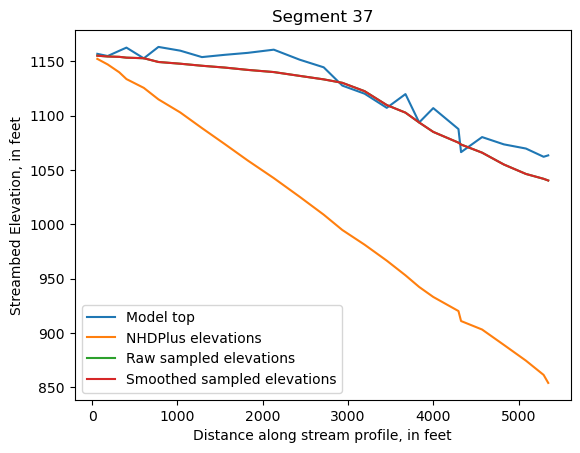 Segment 37
Streambed Elevation, in feet
1150
1100
1050
1000
950
900
850
Model top
NHDPlus elevations
Raw sampled elevations
Smoothed sampled elevations
0 1000 2000 3000 4000 5000
Distance along stream profile, in feet